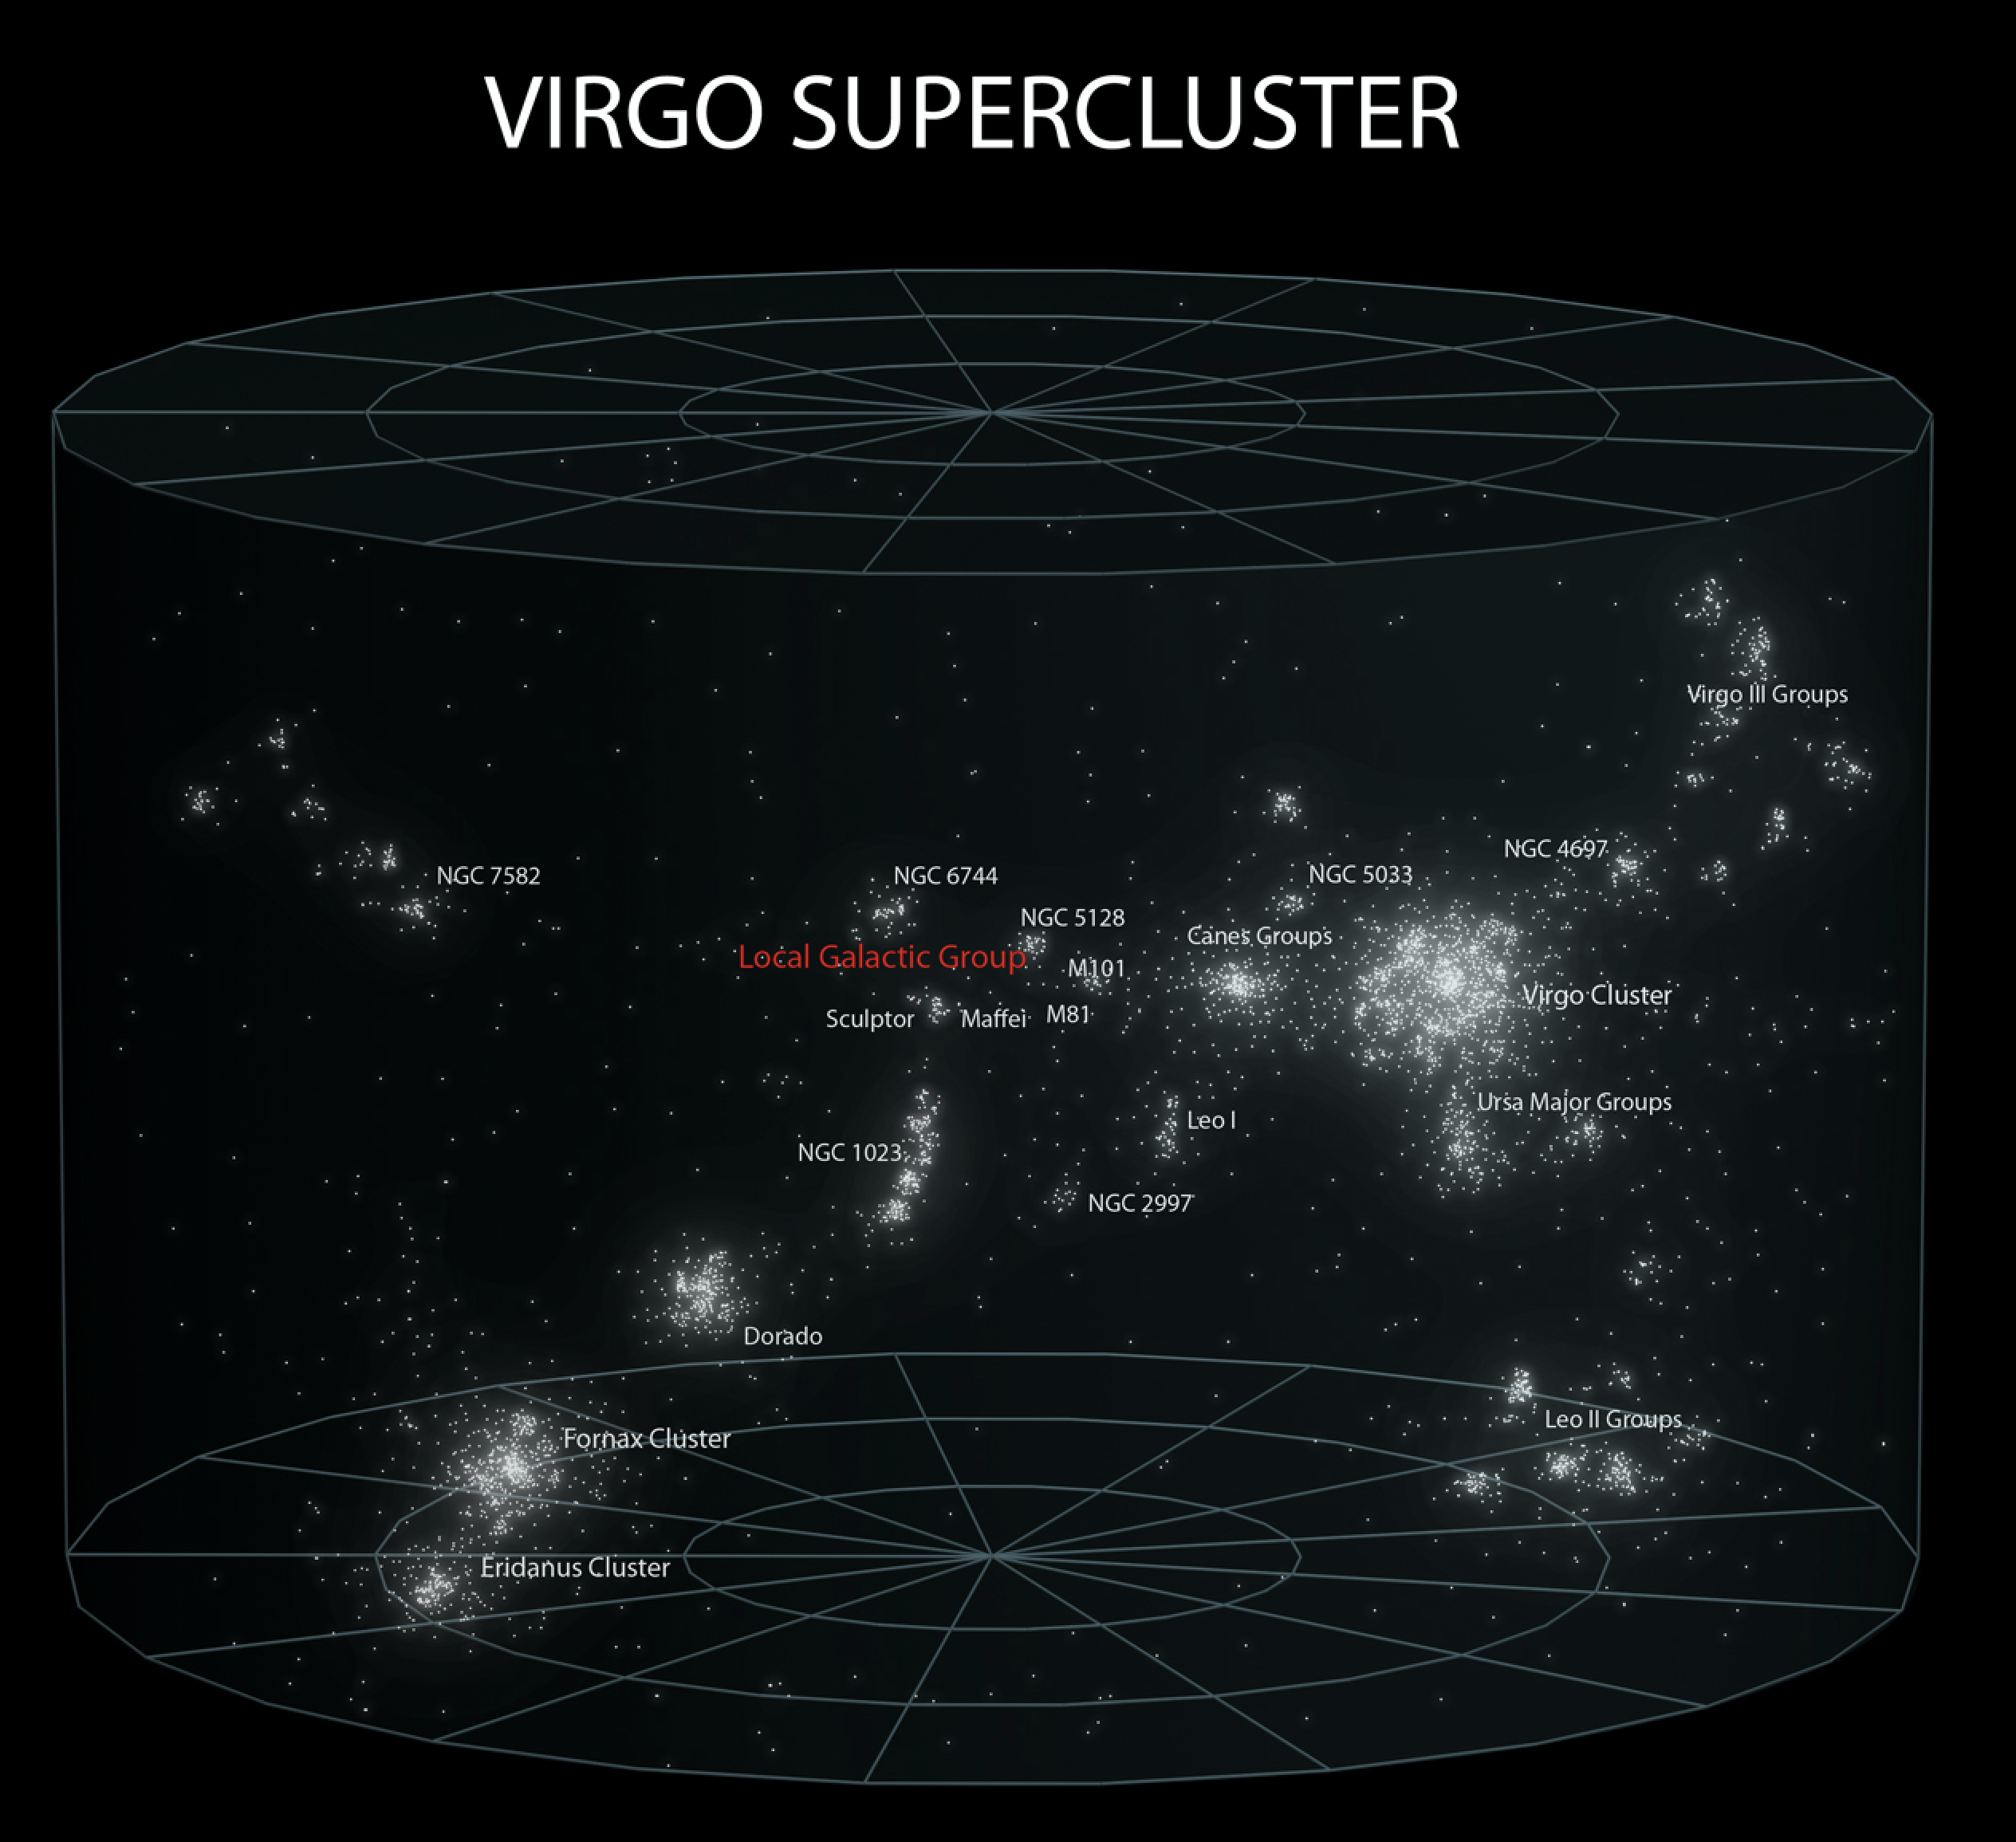 VIRGO SUPERCLUSTER
Virgo III Groups
NGC 4697
NGC 7582
NGC 6744
NGC 5033
NGC 5128
Canes Groups
Local Galactic Group
M101
Virgo Cluster
Sculptor
Maffei
M81
Ursa Major Groups
Leo I
NGC 1023
NGC 2997
Dorado
Leo II Groups
Fornax Cluster
Eridanus Cluster